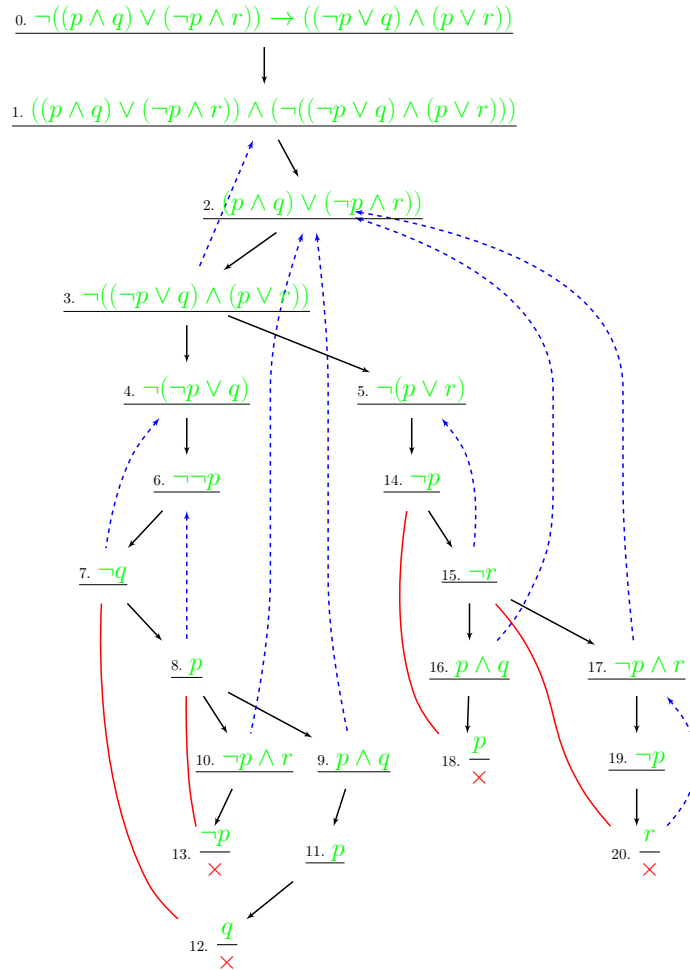 0. ¬((p ∧ q) ∨ (¬p ∧ r)) → ((¬p ∨ q) ∧ (p ∨ r))
1. ((p ∧ q) ∨ (¬p ∧ r)) ∧ (¬((¬p ∨ q) ∧ (p ∨ r)))
2. (p ∧ q) ∨ (¬p ∧ r))
3. ¬((¬p ∨ q) ∧ (p ∨ r))
4. ¬(¬p ∨ q)
5. ¬(p ∨ r)
6. ¬¬p
14. ¬p
7. ¬q
15. ¬r
8. p
16. p ∧ q
17. ¬p ∧ r
10. ¬p ∧ r
9. p ∧ q
18. p
×
19. ¬p
13. ¬p
×
11. p
20. r
×
12. q
×